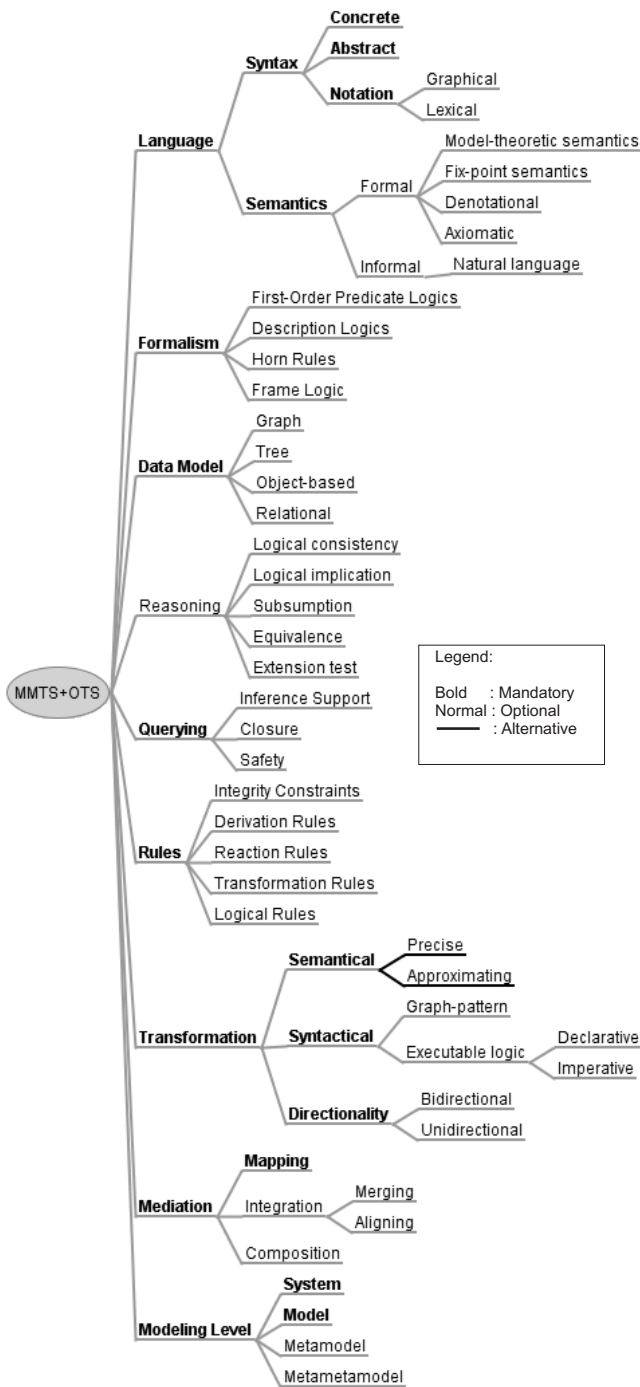 Concrete
Abstract
Syntax
Notation
Graphical
Lexical
Language
Model-theoretic semantics
Fix-point semantics
Formal
Denotational
Semantics
Axiomatic
Informal
Natural language
First-Order Predicate Logics
Description Logics
Formalism
Horn Rules
Frame Logic
Graph
Tree
Data Model
Object-based
Relational
Logical consistency
Logical implication
Reasoning
Subsumption
Equivalence
Extension test
MMTS+OTS
Inference Support
Querying
Closure
Safety
Legend:
Bold : Mandatory
Normal : Optional
: Alternative
Integrity Constraints
Derivation Rules
Rules
Reaction Rules
Transformation Rules
Logical Rules
Semantical
Precise
Approximating
Transformation
Syntactical
Graph-pattern
Executable logic
Declarative
Imperative
Directionality
Bidirectional
Unidirectional
Mapping
Mediation
Integration
Merging
Aligning
Composition
System
Model
Modeling Level
Metamodel
Metametamodel